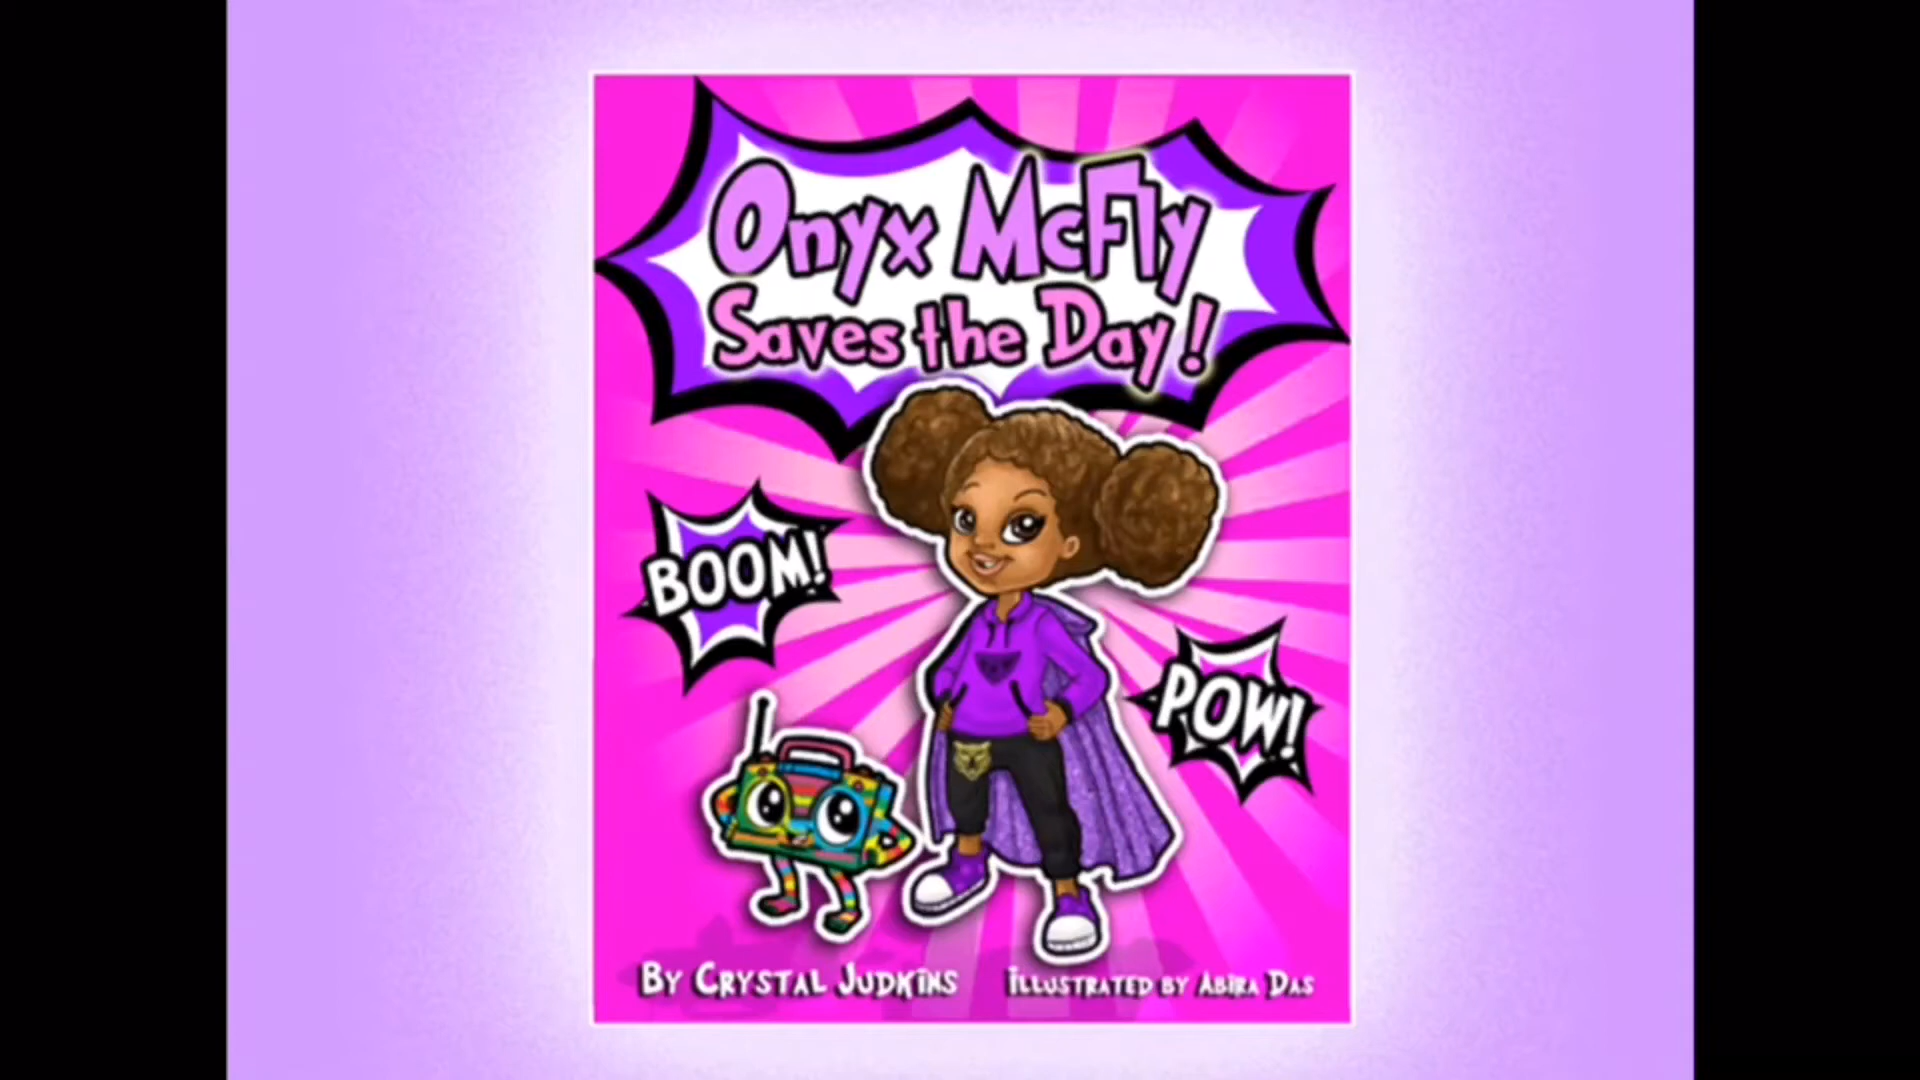 Onyx McFly
Saves the Day!
BOOM!
POW!
By Crystal Judkins
Illustrated by Abira Das